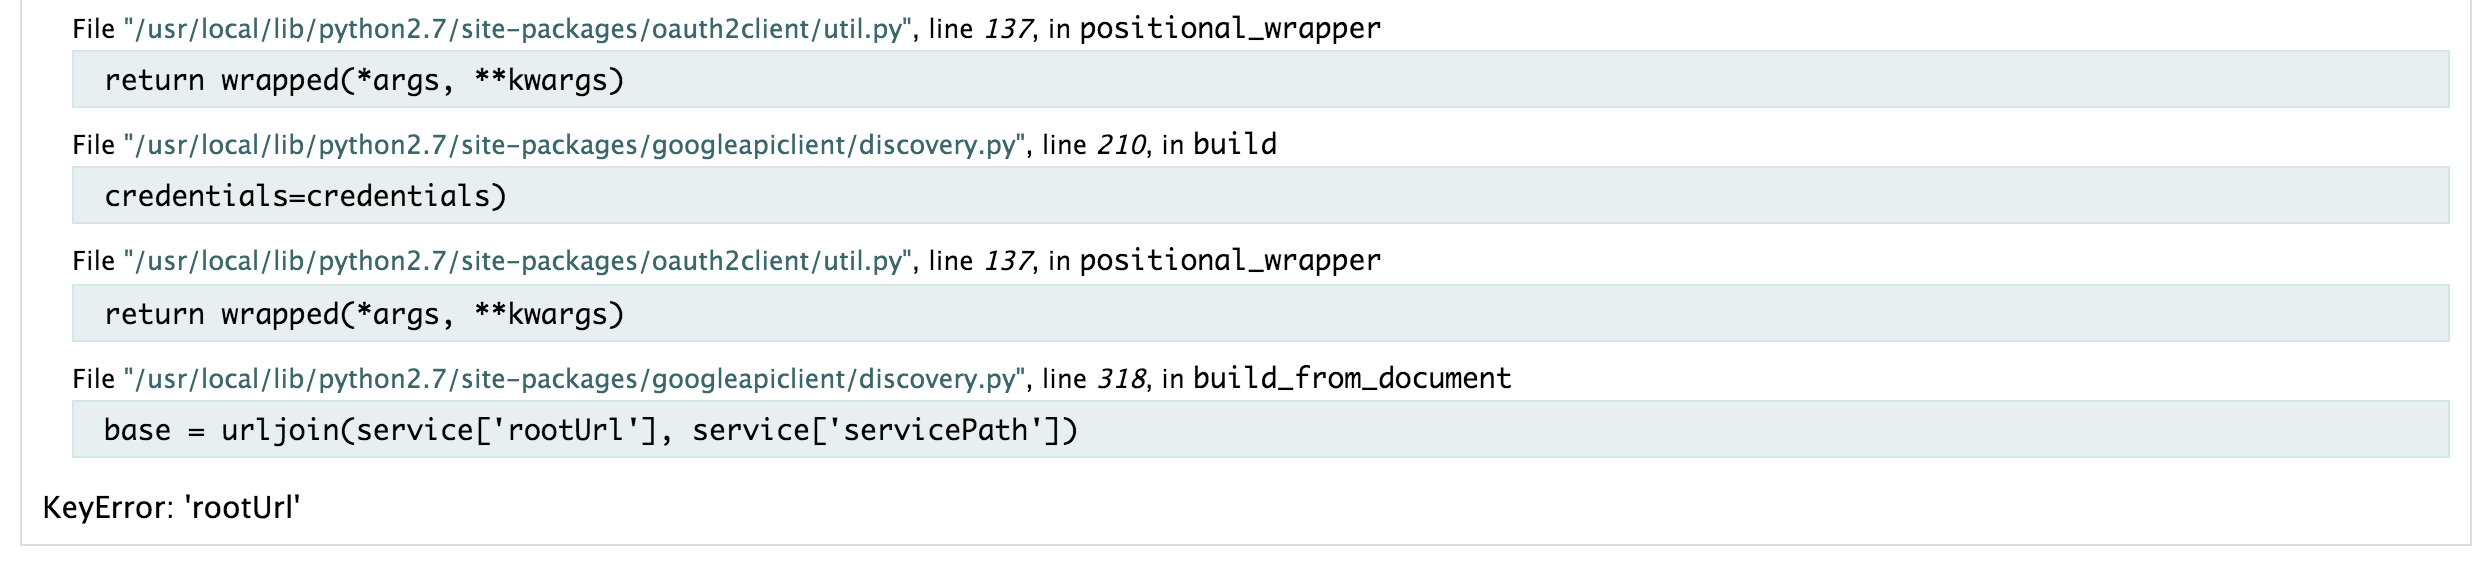 File "/usr/local/lib/python2.7/site-packages/oauth2client/util.py", line 137, in positional_wrapper
return wrapped(*args, **kwargs)
File "/usr/local/lib/python2.7/site-packages/googleapiclient/discovery.py", line 210, in build
credentials=credentials)
File "/usr/local/lib/python2.7/site-packages/oauth2client/util.py", line 137, in positional_wrapper
return wrapped(*args, **kwargs)
File "/usr/local/lib/python2.7/site-packages/googleapiclient/discovery.py", line 318, in build_from_document
base = urljoin(service['rootUrl'], service['servicePath'])
KeyError: 'rootUrl'